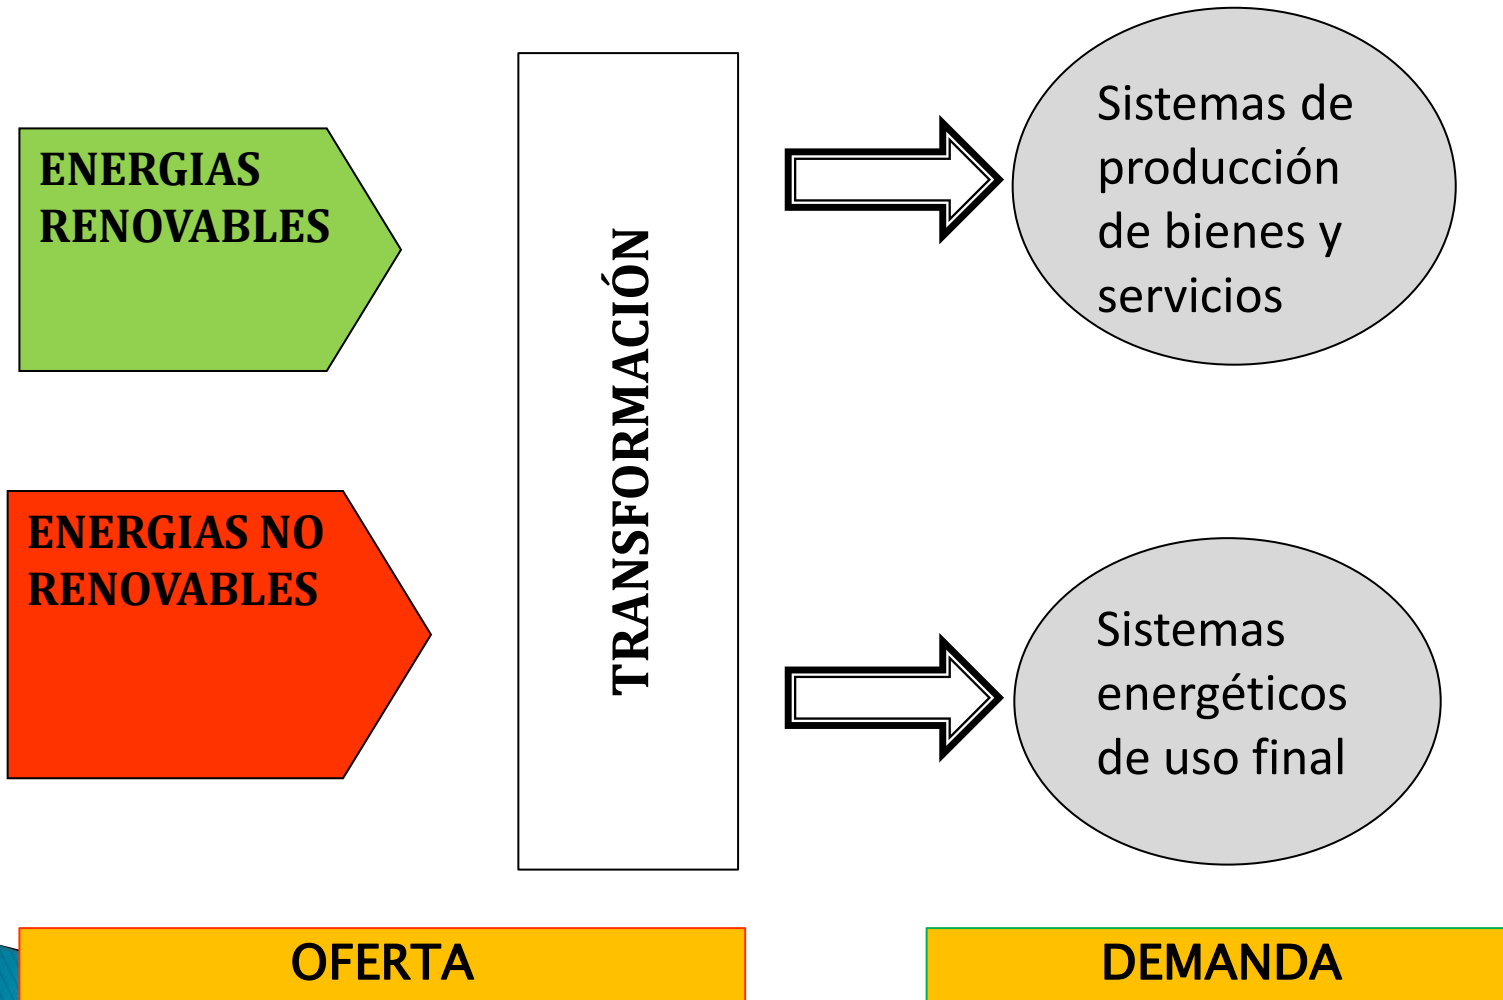 ENERGIAS
RENOVABLES
ENERGIAS NO
RENOVABLES
TRANSFORMACIÓN
Sistemas de
producción
de bienes y
servicios
Sistemas
energéticos
de uso final
OFERTA
DEMANDA